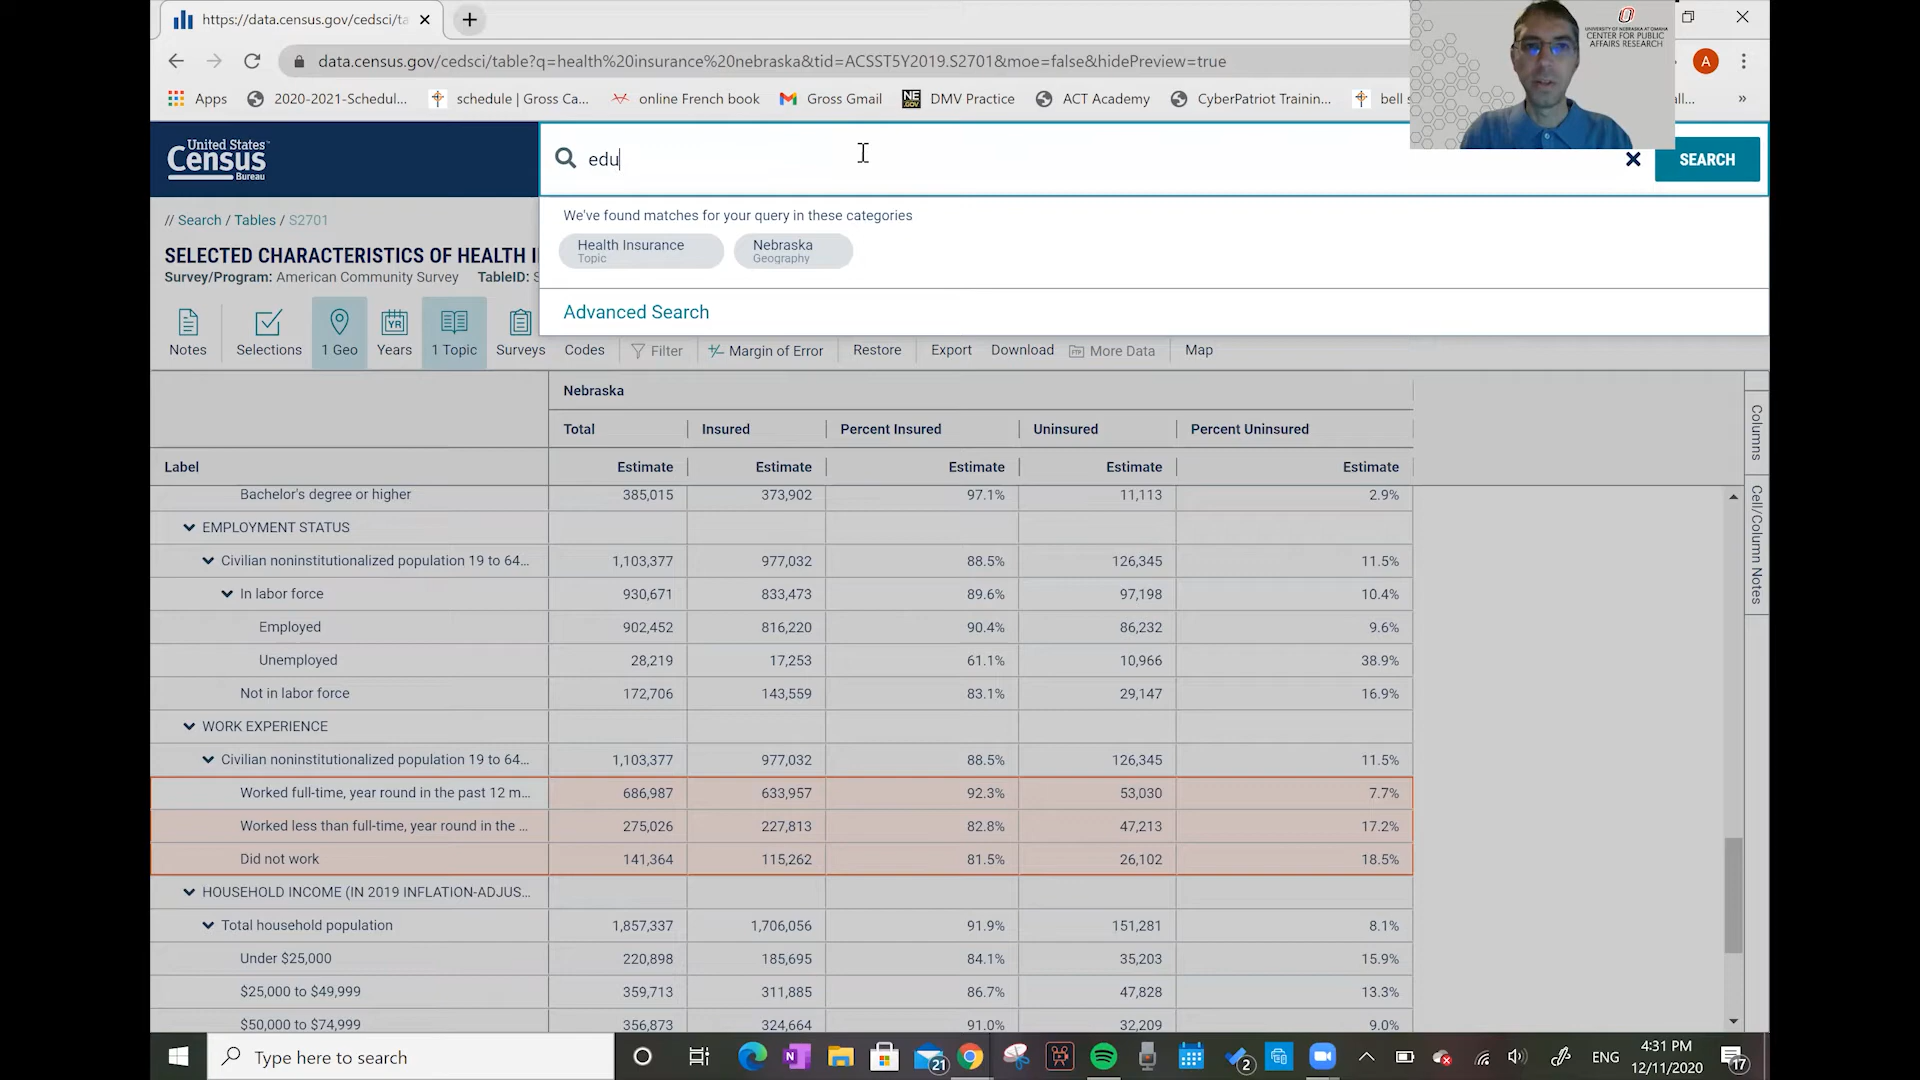 https://data.census.gov/cedsci/ta
data.census.gov/cedsci/table?q=health%20insurance%20nebraska&tid=ACSST5Y2019.S2701&moe=false&hidePreview=true
A
UNIVERSITY OF NEBRASKA AT OMAHA
CENTER FOR PUBLIC
AFFAIRS RESEARCH
Apps 2020-2021-Schedul... schedule | Gross Ca... online French book Gross Gmail DMV Practice ACT Academy CyberPatriot Trainin... bell s ll... »
United States
Census
Bureau
edu
SEARCH
We've found matches for your query in these categories
Health Insurance
Topic
Nebraska
Geography
Advanced Search
// Search / Tables / S2701
SELECTED CHARACTERISTICS OF HEALTH I
Survey/Program: American Community Survey TableID: S
Notes Selections 1 Geo Years 1 Topic Surveys Codes Filter Margin of Error Restore Export Download More Data Map
Nebraska
Total Insured Percent Insured Uninsured Percent Uninsured
Label Estimate Estimate Estimate Estimate Estimate
Bachelor's degree or higher 385,015 373,902 97.1% 11,113 2.9%
EMPLOYMENT STATUS
Civilian noninstitutionalized population 19 to 64... 1,103,377 977,032 88.5% 126,345 11.5%
In labor force 930,671 833,473 89.6% 97,198 10.4%
Employed 902,452 816,220 90.4% 86,232 9.6%
Unemployed 28,219 17,253 61.1% 10,966 38.9%
Not in labor force 172,706 143,559 83.1% 29,147 16.9%
WORK EXPERIENCE
Civilian noninstitutionalized population 19 to 64... 1,103,377 977,032 88.5% 126,345 11.5%
Worked full-time, year round in the past 12 m... 686,987 633,957 92.3% 53,030 7.7%
Worked less than full-time, year round in the ... 275,026 227,813 82.8% 47,213 17.2%
Did not work 141,364 115,262 81.5% 26,102 18.5%
HOUSEHOLD INCOME (IN 2019 INFLATION-ADJUS...
Total household population 1,857,337 1,706,056 91.9% 151,281 8.1%
Under $25,000 220,898 185,695 84.1% 35,203 15.9%
$25,000 to $49,999 359,713 311,885 86.7% 47,828 13.3%
$50,000 to $74,999 356,873 324,664 91.0% 32,209 9.0%
Columns
Cell/Column Notes
Type here to search
21
2
ENG
4:31 PM
12/11/2020
17